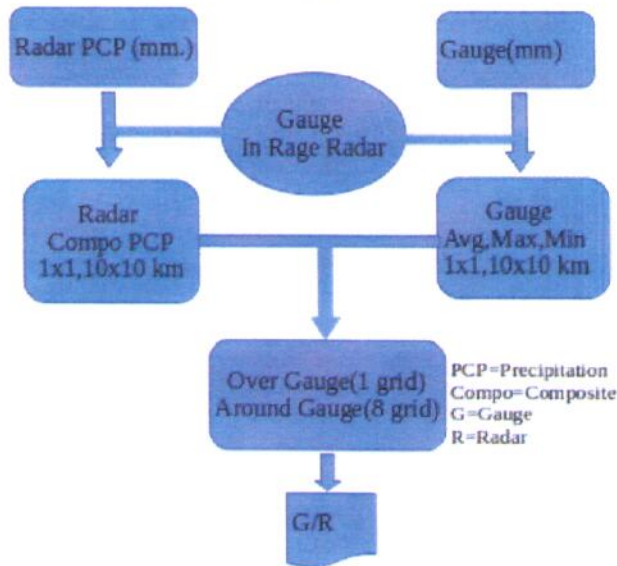 Radar PCP (mm.)
Gauge(mm)
Gauge
In Rage Radar
Radar
Compo PCP
1x1,10x10 km
Gauge
Avg,Max,Min
1x1,10x10 km
Over Gauge(1 grid)
Around Gauge(8 grid)
PCP=Precipitation
Compo=Composite
G=Gauge
R=Radar
G/R